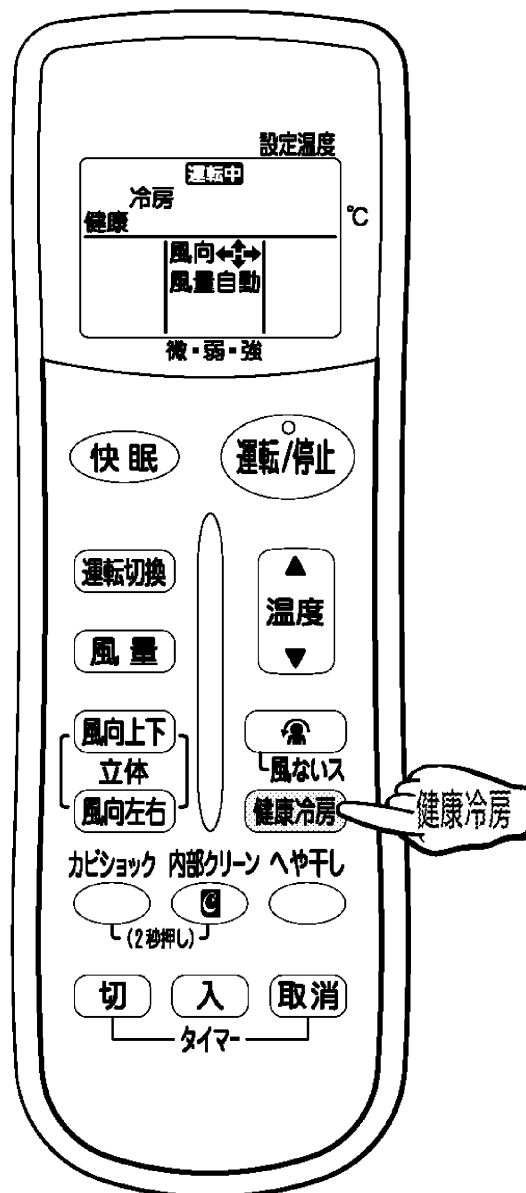 設定温度
運転中
冷房
健康
℃
風向
風量自動
微・弱・強
快眠
運転/停止
運転切換
▲
温度
▼
風量
風向上下
立体
風向左右
風ないス
健康冷房
健康冷房
カビショック 内部クリーン へや干し
(2秒押し)
切 入 取消
タイマー